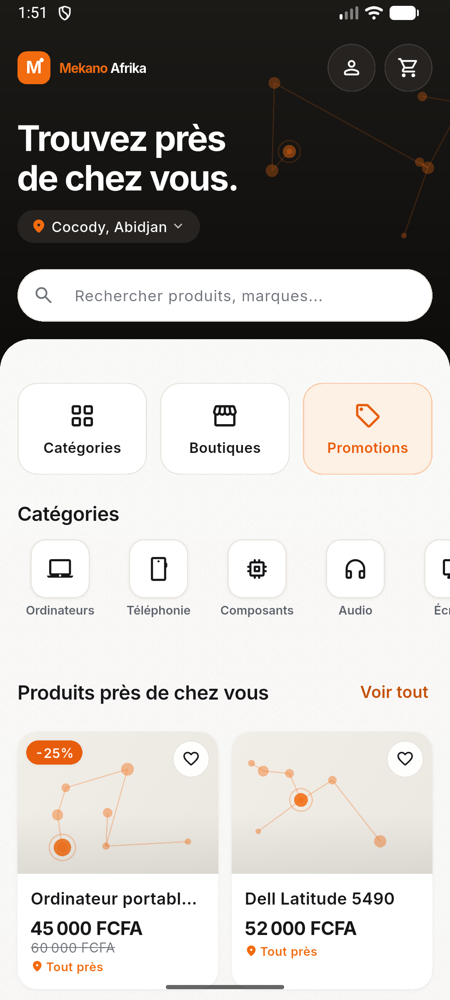 1:51
M
Mekano Afrika
Trouvez près
de chez vous.
Cocody, Abidjan
Rechercher produits, marques...
Catégories
Boutiques
Promotions
Catégories
Ordinateurs
Téléphonie
Composants
Audio
Écr
Produits près de chez vous
Voir tout
-25%
Ordinateur portabl...
45 000 FCFA
60 000 FCFA
Tout près
Dell Latitude 5490
52 000 FCFA
Tout près